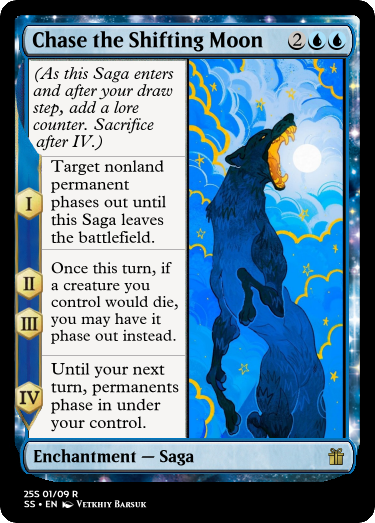 Chase the Shifting Moon 2
(As this Saga enters
and after your draw
step, add a lore
counter. Sacrifice
after IV.)
I
Target nonland
permanent
phases out until
this Saga leaves
the battlefield.
II
III
Once this turn, if
a creature you
control would die,
you may have it
phase out instead.
IV
Until your next
turn, permanents
phase in under
your control.
Enchantment — Saga
25S 01/09 R
SS • EN Vetkhiy Barsuk